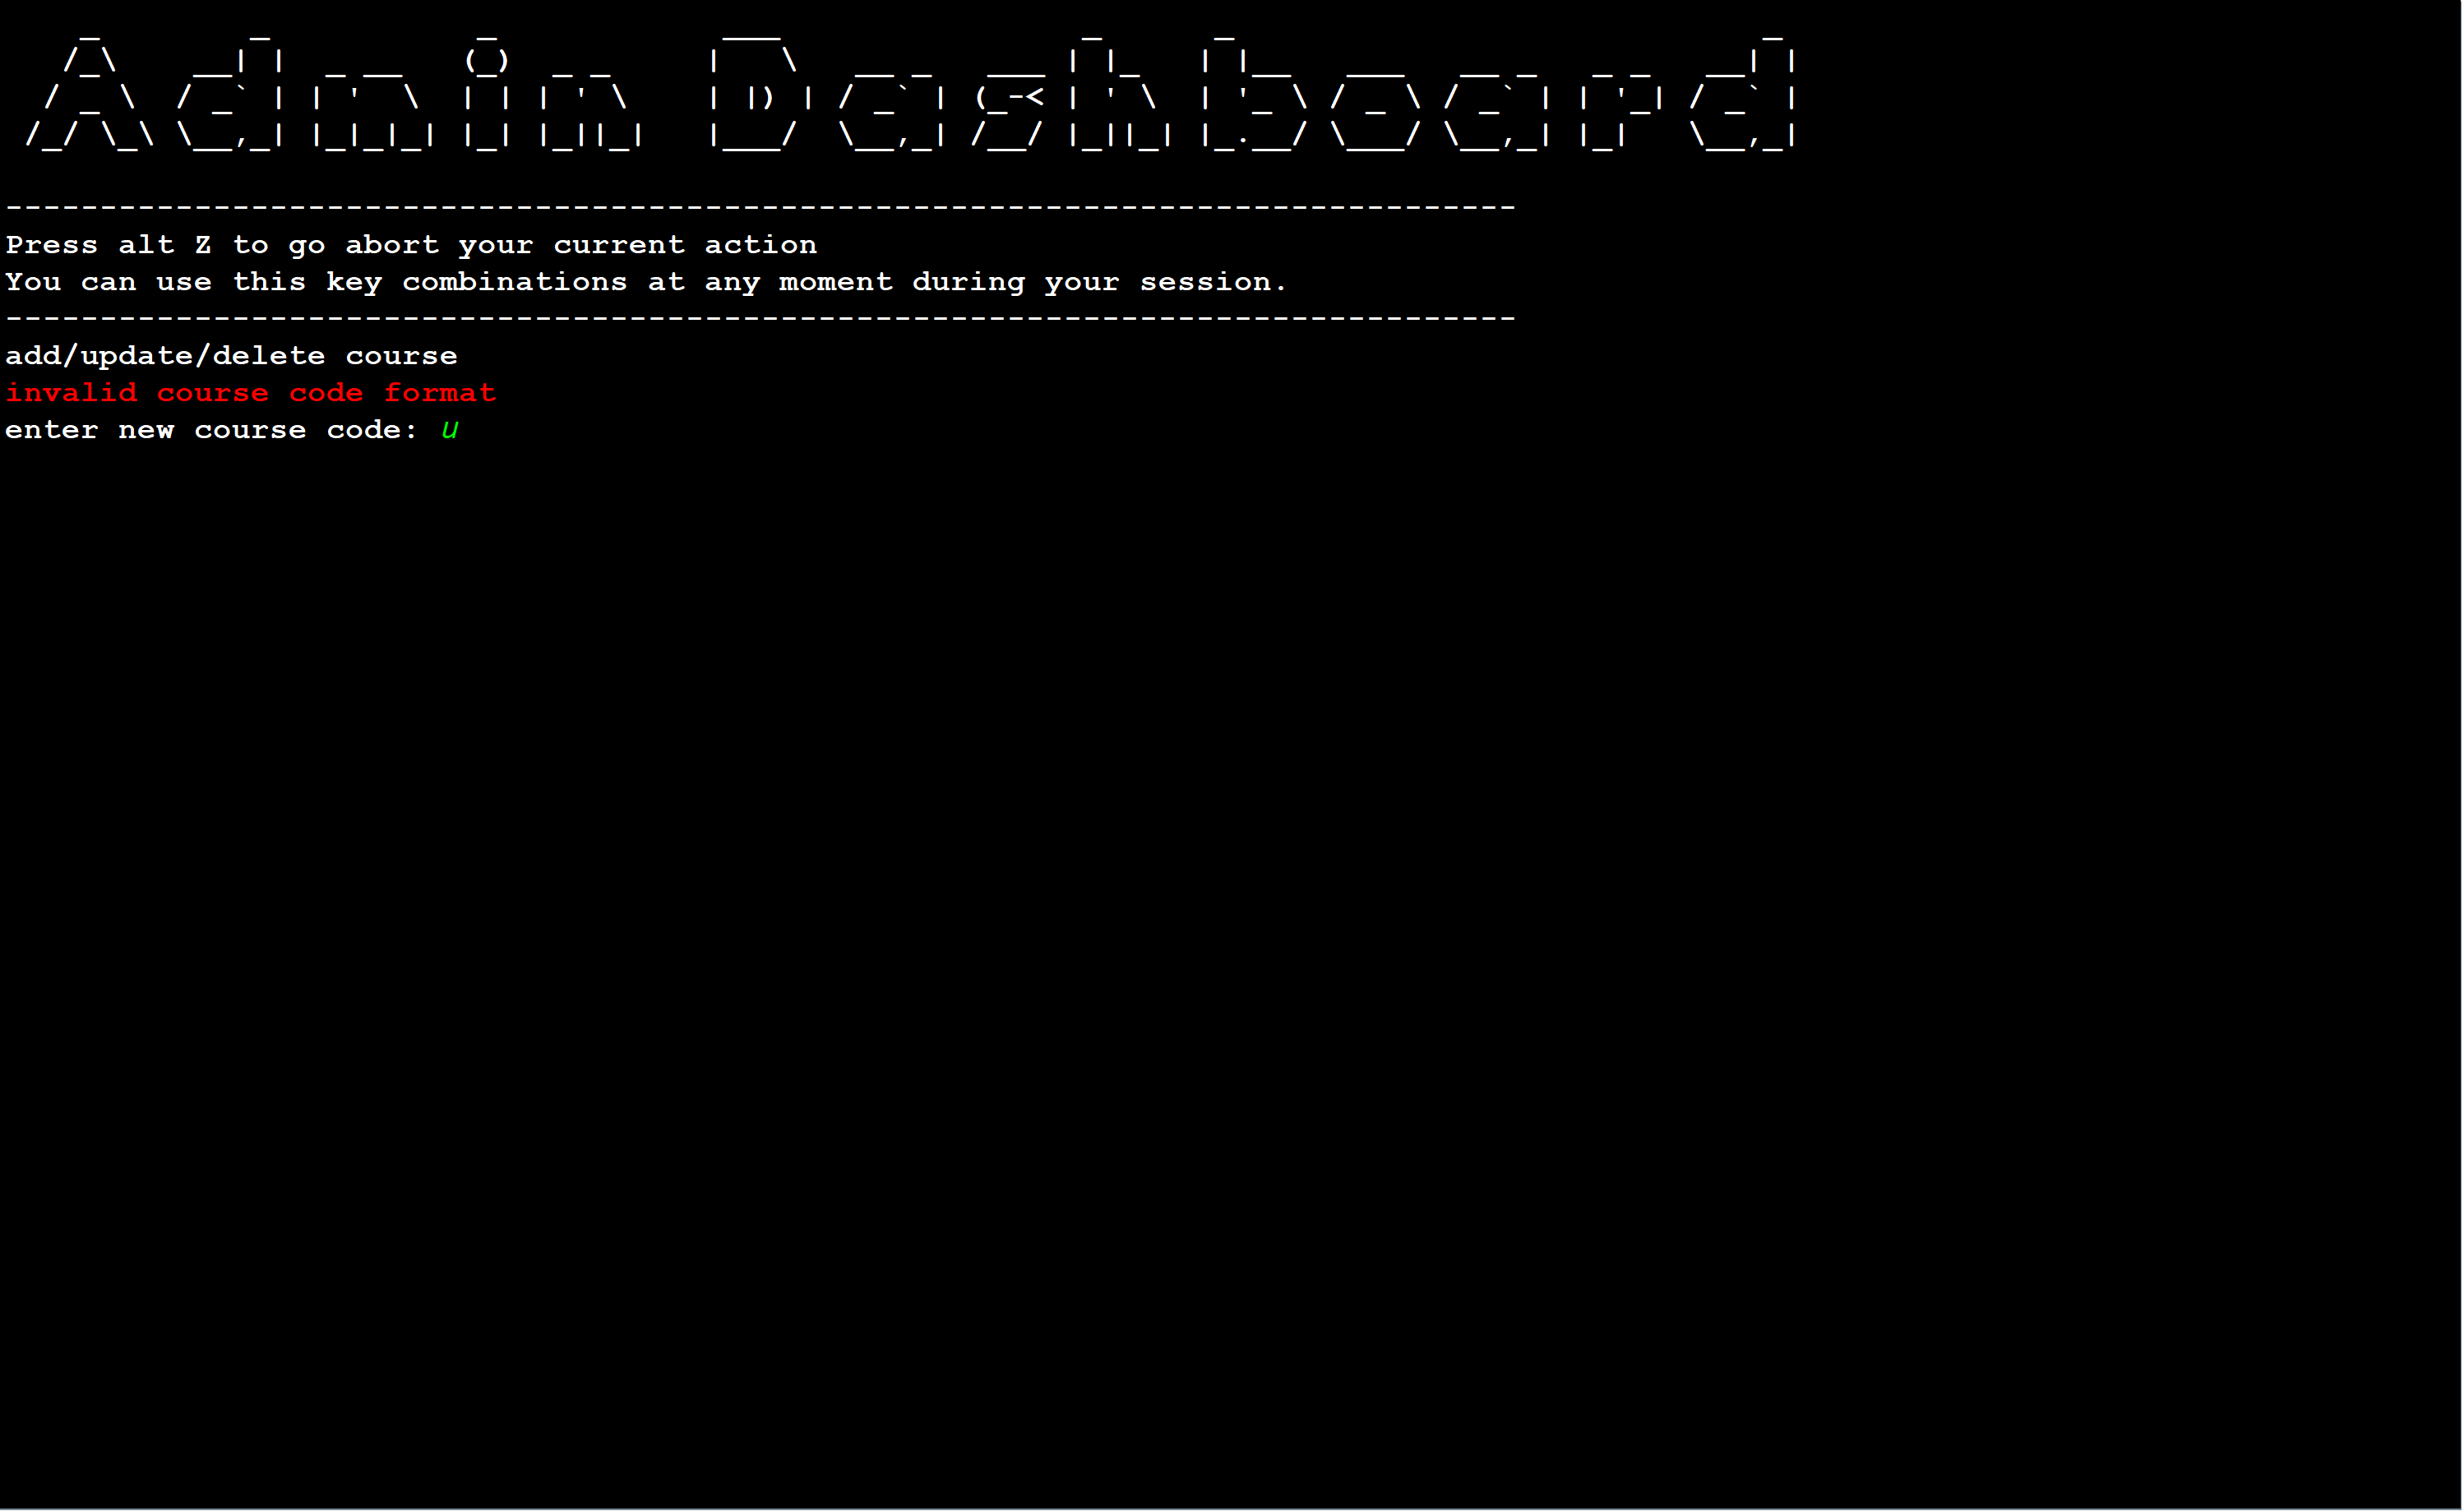 Admin Dashboard
--------------------------------------------------------------------------------
Press alt Z to go abort your current action
You can use this key combinations at any moment during your session.
--------------------------------------------------------------------------------
add/update/delete course
invalid course code format
enter new course code: u